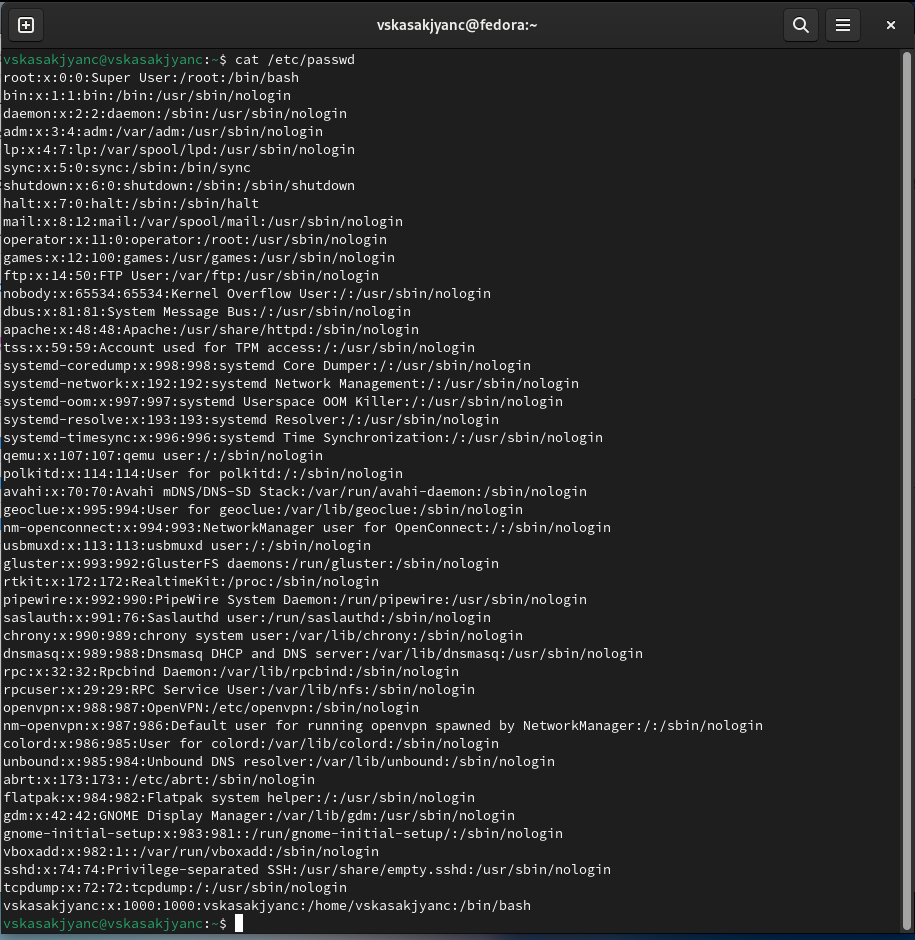 vskasakjyanc@fedora:~
vskasakjyanc@vskasakjyanc:~$ cat /etc/passwd
root:x:0:0:Super User:/root:/bin/bash
bin:x:1:1:bin:/bin:/usr/sbin/nologin
daemon:x:2:2:daemon:/sbin:/usr/sbin/nologin
adm:x:3:4:adm:/var/adm:/usr/sbin/nologin
lp:x:4:7:lp:/var/spool/lpd:/usr/sbin/nologin
sync:x:5:0:sync:/sbin:/bin/sync
shutdown:x:6:0:shutdown:/sbin:/sbin/shutdown
halt:x:7:0:halt:/sbin:/sbin/halt
mail:x:8:12:mail:/var/spool/mail:/usr/sbin/nologin
operator:x:11:0:operator:/root:/usr/sbin/nologin
games:x:12:100:games:/usr/games:/usr/sbin/nologin
ftp:x:14:50:FTP User:/var/ftp:/usr/sbin/nologin
nobody:x:65534:65534:Kernel Overflow User:/:/usr/sbin/nologin
dbus:x:81:81:System Message Bus:/:/usr/sbin/nologin
apache:x:48:48:Apache:/usr/share/httpd:/sbin/nologin
tss:x:59:59:Account used for TPM access:/:/usr/sbin/nologin
systemd-coredump:x:998:998:systemd Core Dumper:/:/usr/sbin/nologin
systemd-network:x:192:192:systemd Network Management:/:/usr/sbin/nologin
systemd-oom:x:997:997:systemd Userspace OOM Killer:/:/usr/sbin/nologin
systemd-resolve:x:193:193:systemd Resolver:/:/usr/sbin/nologin
systemd-timesync:x:996:996:systemd Time Synchronization:/:/usr/sbin/nologin
qemu:x:107:107:qemu user:/:/sbin/nologin
polkitd:x:114:114:User for polkitd:/:/sbin/nologin
avahi:x:70:70:Avahi mDNS/DNS-SD Stack:/var/run/avahi-daemon:/sbin/nologin
geoclue:x:995:994:User for geoclue:/var/lib/geoclue:/sbin/nologin
nm-openconnect:x:994:993:NetworkManager user for OpenConnect:/:/sbin/nologin
usbmuxd:x:113:113:usbmuxd user:/:/sbin/nologin
gluster:x:993:992:GlusterFS daemons:/run/gluster:/sbin/nologin
rtkit:x:172:172:RealtimeKit:/proc:/sbin/nologin
pipewire:x:992:990:PipeWire System Daemon:/run/pipewire:/usr/sbin/nologin
saslauth:x:991:76:Saslauthd user:/run/saslauthd:/sbin/nologin
chrony:x:990:989:chrony system user:/var/lib/chrony:/sbin/nologin
dnsmasq:x:989:988:Dnsmasq DHCP and DNS server:/var/lib/dnsmasq:/usr/sbin/nologin
rpc:x:32:32:Rpcbind Daemon:/var/lib/rpcbind:/sbin/nologin
rpcuser:x:29:29:RPC Service User:/var/lib/nfs:/sbin/nologin
openvpn:x:988:987:OpenVPN:/etc/openvpn:/sbin/nologin
nm-openvpn:x:987:986:Default user for running openvpn spawned by NetworkManager:/:/sbin/nologin
colord:x:986:985:User for colord:/var/lib/colord:/sbin/nologin
unbound:x:985:984:Unbound DNS resolver:/var/lib/unbound:/sbin/nologin
abrt:x:173:173::/etc/abrt:/sbin/nologin
flatpak:x:984:982:Flatpak system helper:/:/usr/sbin/nologin
gdm:x:42:42:GNOME Display Manager:/var/lib/gdm:/usr/sbin/nologin
gnome-initial-setup:x:983:981::/run/gnome-initial-setup/:/sbin/nologin
vboxadd:x:982:1::/var/run/vboxadd:/sbin/nologin
sshd:x:74:74:Privilege-separated SSH:/usr/share/empty.sshd:/usr/sbin/nologin
tcpdump:x:72:72:tcpdump:/:/usr/sbin/nologin
vskasakjyanc:x:1000:1000:vskasakjyanc:/home/vskasakjyanc:/bin/bash
vskasakjyanc@vskasakjyanc:~$